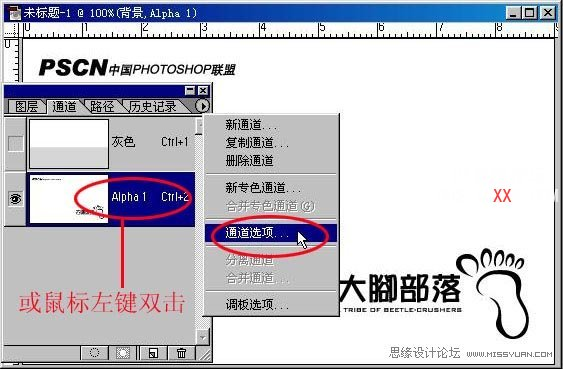 未标题-1 @ 100%(背景,Alpha 1)
PSCN 中国PHOTOSHOP联盟
图层 通道 路径 历史记录
灰色 Ctrl+1
Alpha 1 Ctrl+2
或鼠标左键双击
新通道...
复制通道...
删除通道
新专色通道...
合并专色通道(G)
通道选项...
分离通道
合并通道...
调板选项...
XX
大脚部落
TRIBE OF BEETLE-CRUSHERS
思缘设计论坛 WWW.MISSYUAN.COM